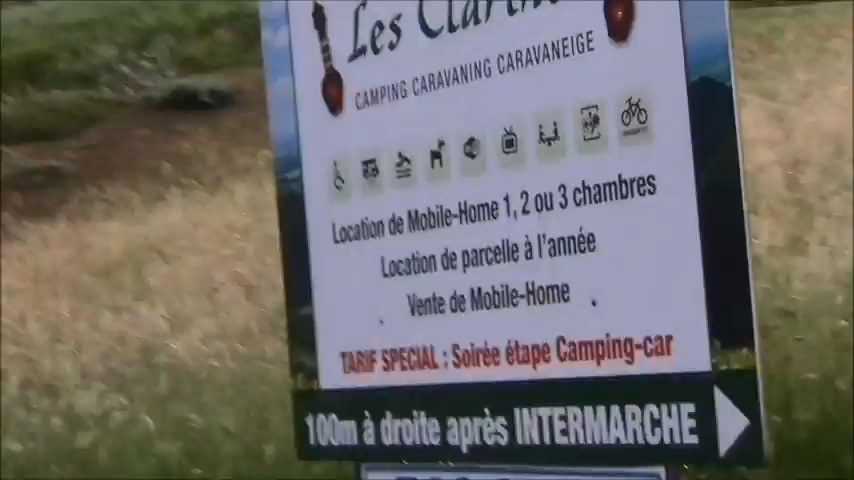 Les
CAMPING CARAVANING CARAVANEIGE
Location de Mobile-Home 1, 2 ou 3 chambres
Location de parcelle à l'année
Vente de Mobile-Home
TARIF SPECIAL : Soirée étape Camping-car
100m à droite après INTERMARCHE